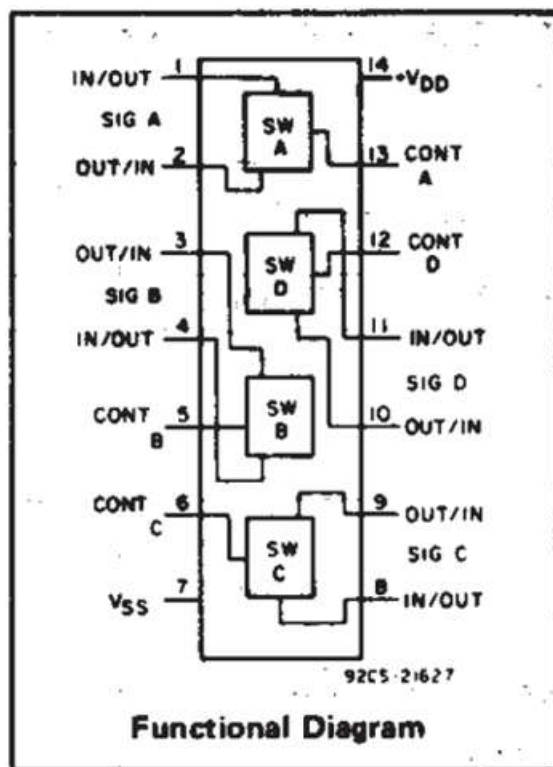 1 14
IN/OUT +VDD
SIG A
SW
A
2 13
OUT/IN CONT
A
3 12
OUT/IN CONT
D
SW
D
SIG B
4 11
IN/OUT IN/OUT
SIG D
CONT 5 10
B OUT/IN
SW
B
CONT 6 9
C OUT/IN
SW
C
SIG C
7 8
VSS IN/OUT
92CS-21627
Functional Diagram